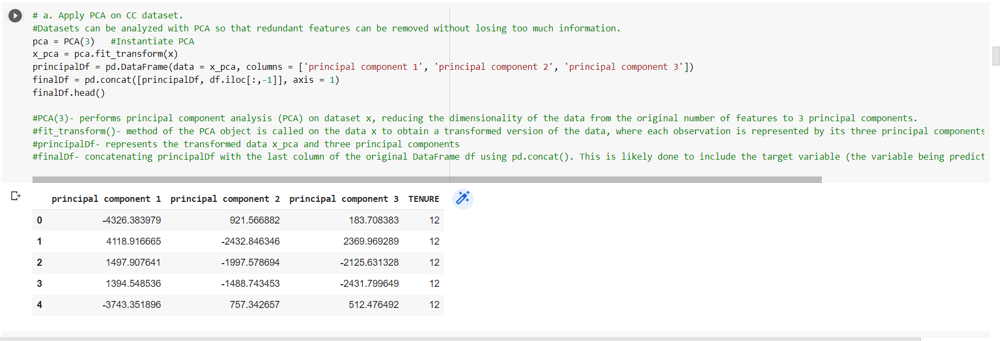 # a. Apply PCA on CC dataset.
#Datasets can be analyzed with PCA so that redundant features can be removed without losing too much information.
pca = PCA(3)   #Instantiate PCA
x_pca = pca.fit_transform(x)
principalDf = pd.DataFrame(data = x_pca, columns = ['principal component 1', 'principal component 2', 'principal component 3'])
finalDf = pd.concat([principalDf, df.iloc[:,-1]], axis = 1)
finalDf.head()
#PCA(3)- performs principal component analysis (PCA) on dataset x, reducing the dimensionality of the data from the original number of features to 3 principal components.
#fit_transform()- method of the PCA object is called on the data x to obtain a transformed version of the data, where each observation is represented by its three principal components
#principalDf- represents the transformed data x_pca and three principal components
#finalDf- concatenating principalDf with the last column of the original DataFrame df using pd.concat(). This is likely done to include the target variable (the variable being predict
principal component 1 principal component 2 principal component 3 TENURE
0 -4326.383979 921.566882 183.708383 12
1 4118.916665 -2432.846346 2369.969289 12
2 1497.907641 -1997.578694 -2125.631328 12
3 1394.548536 -1488.743453 -2431.799649 12
4 -3743.351896 757.342657 512.476492 12